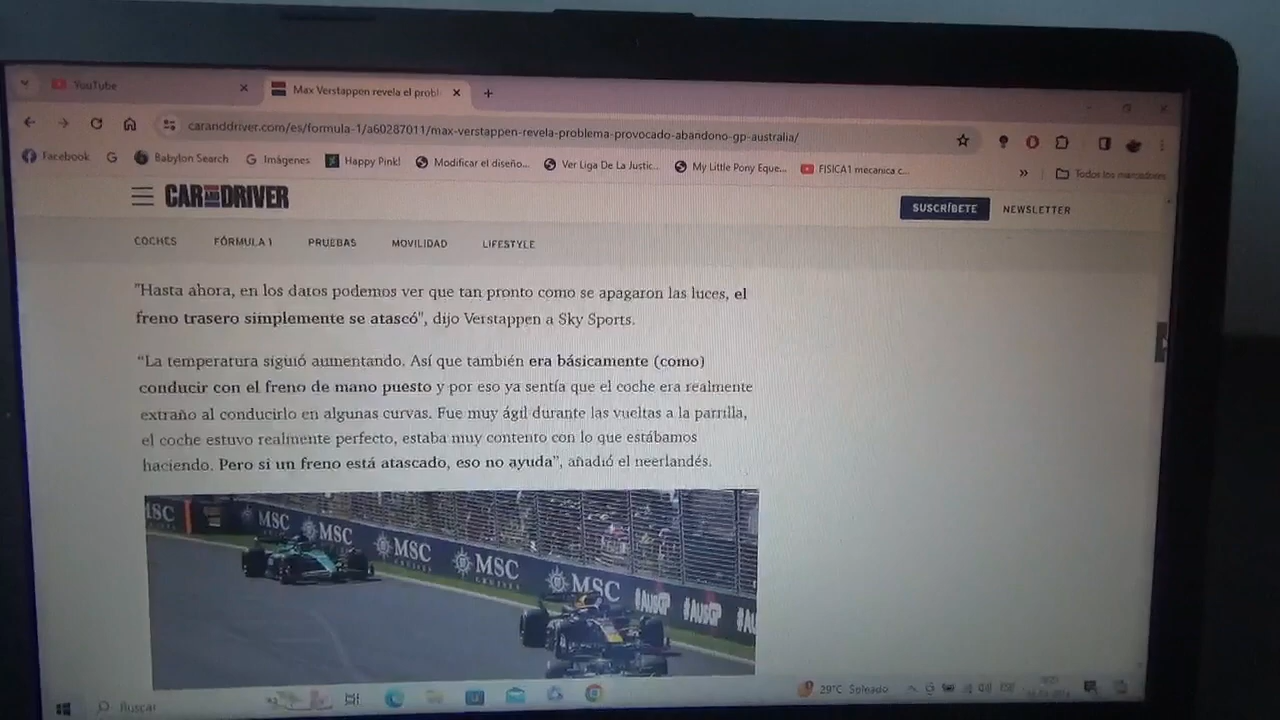 YouTube
Max Verstappen revela el probl
caranddriver.com/es/formula-1/a60287011/max-verstappen-revela-problema-provocado-abandono-gp-australia/
Facebook
Babylon Search
Imágenes
Happy Pink!
Modificar el diseño...
Ver Liga De La Justic...
My Little Pony Eque...
FISICA1 mecanica c...
»
Todos los marcadores
CAR AND DRIVER
SUSCRÍBETE
NEWSLETTER
COCHES
FÓRMULA 1
PRUEBAS
MOVILIDAD
LIFESTYLE
"Hasta ahora, en los datos podemos ver que tan pronto como se apagaron las luces, el
freno trasero simplemente se atascó", dijo Verstappen a Sky Sports.
“La temperatura siguió aumentando. Así que también era básicamente (como)
conducir con el freno de mano puesto y por eso ya sentía que el coche era realmente
extraño al conducirlo en algunas curvas. Fue muy ágil durante las vueltas a la parrilla,
el coche estuvo realmente perfecto, estaba muy contento con lo que estábamos
haciendo. Pero si un freno está atascado, eso no ayuda”, añadió el neerlandés.
MSC
MSC
MSC
MSC
MSC
MSC
#AUSGP
#AUSGP
#AU
Buscar
29°C Soleado
ESP